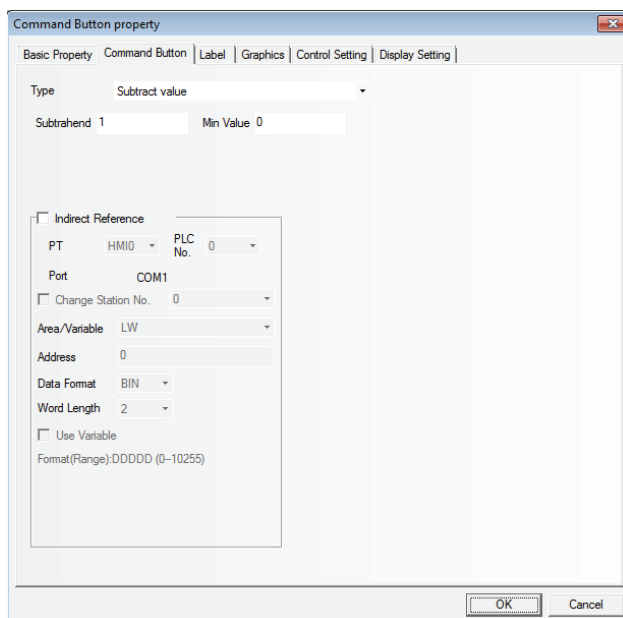 Command Button property
Basic Property Command Button Label Graphics Control Setting Display Setting
Type Subtract value
Subtrahend 1 Min Value 0
Indirect Reference
PT HMI0 PLC No. 0
Port COM1
Change Station No. 0
Area/Variable LW
Address 0
Data Format BIN
Word Length 2
Use Variable
Format(Range):DDDDD (0--10255)
OK Cancel